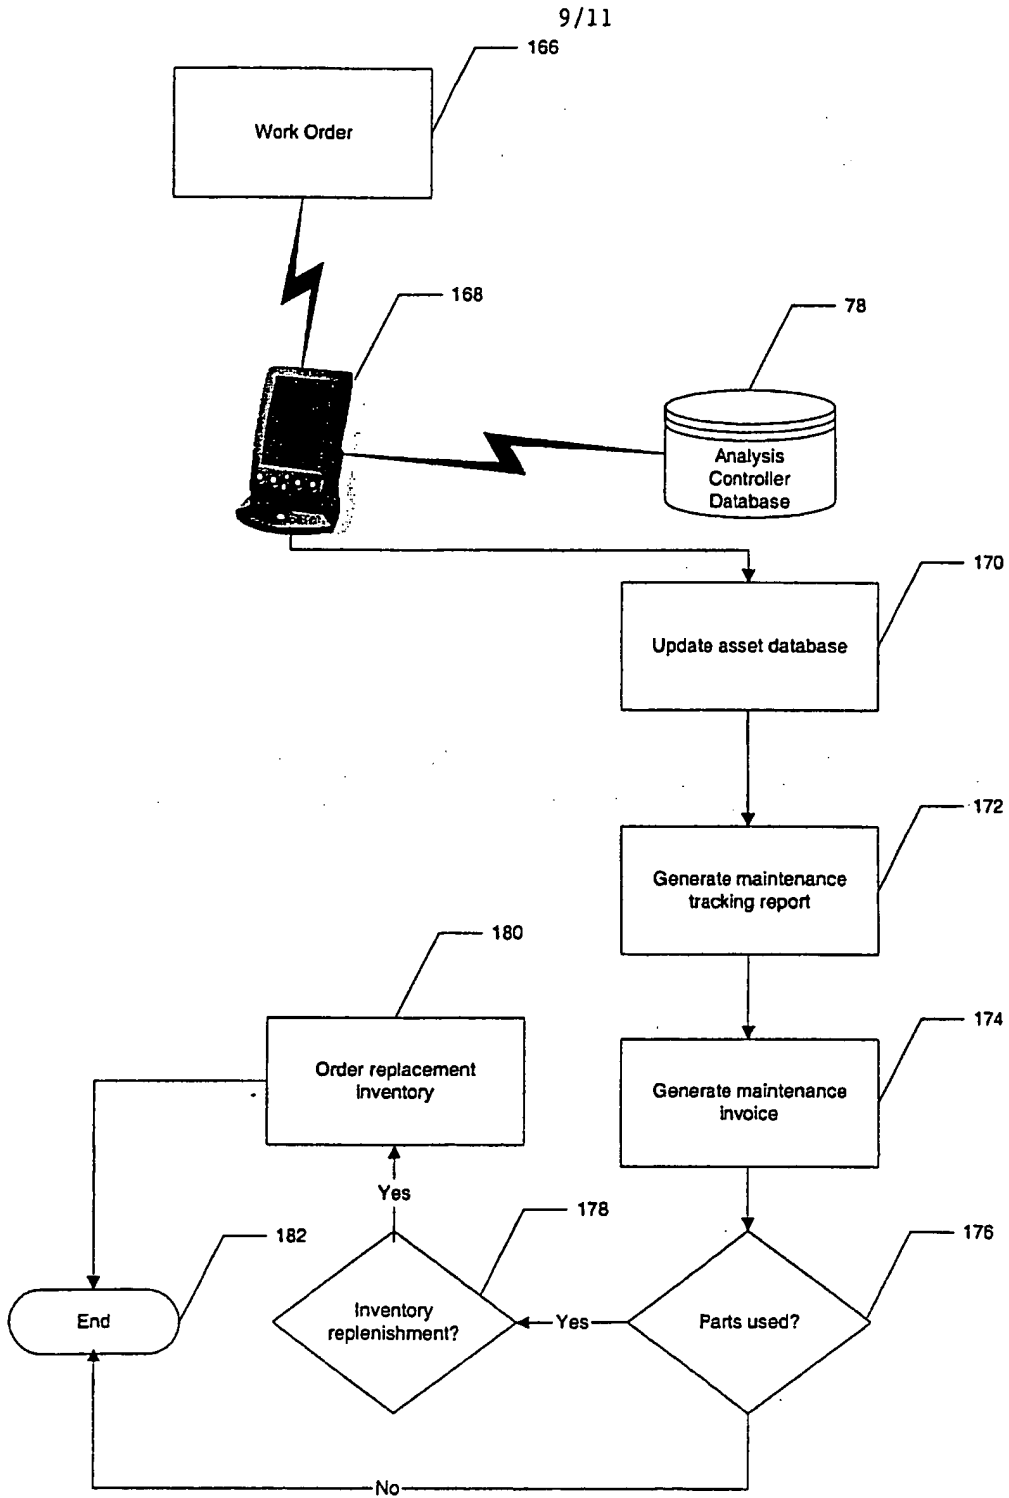 9/11
166
Work Order
168
78
Analysis
Controller
Database
170
Update asset database
172
Generate maintenance
tracking report
180
174
Order replacement
inventory
Generate maintenance
invoice
Yes
178
176
182
End
Inventory
replenishment?
Yes
Parts used?
No